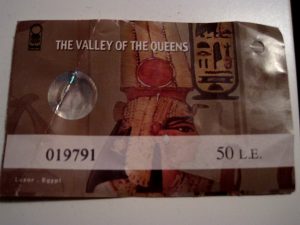 THE VALLEY OF THE QUEENS
019791
50 L.E.
Luxor - Egypt